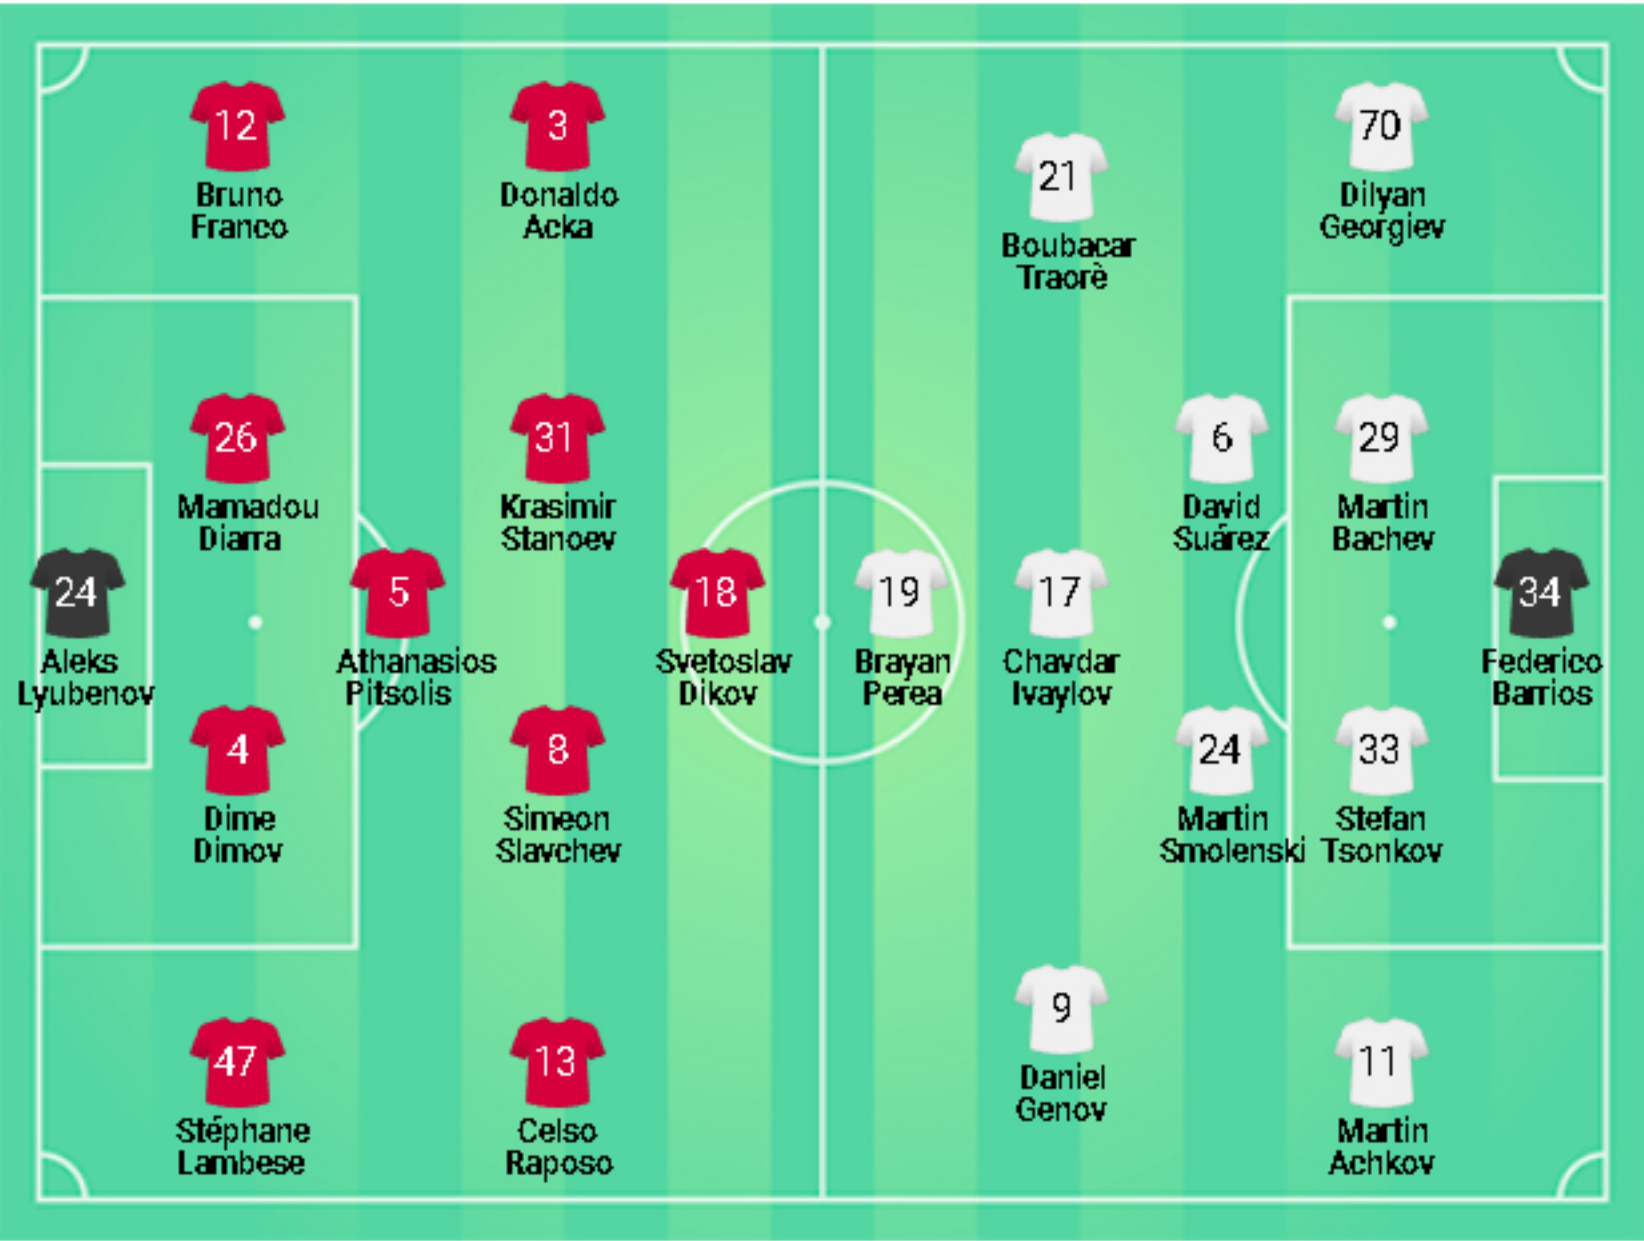 12
Bruno
Franco
3
Donaldo
Acka
21
Boubacar
Traorè
70
Dilyan
Georgiev
26
Mamadou
Diarra
31
Krasimir
Stanoev
6
David
Suárez
29
Martin
Bachev
24
Aleks
Lyubenov
5
Athanasios
Pitsolis
18
Svetoslav
Dikov
19
Brayan
Perea
17
Chavdar
Ivaylov
34
Federico
Barrios
4
Dime
Dimov
8
Simeon
Slavchev
24
Martin
Smolenski
33
Stefan
Tsonkov
47
Stéphane
Lambese
13
Celso
Raposo
9
Daniel
Genov
11
Martin
Achkov